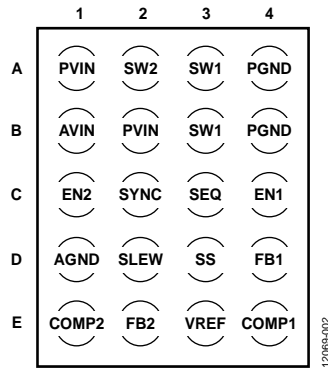 1 2 3 4
A PVIN SW2 SW1 PGND
B AVIN PVIN SW1 PGND
C EN2 SYNC SEQ EN1
D AGND SLEW SS FB1
E COMP2 FB2 VREF COMP1
12069-002